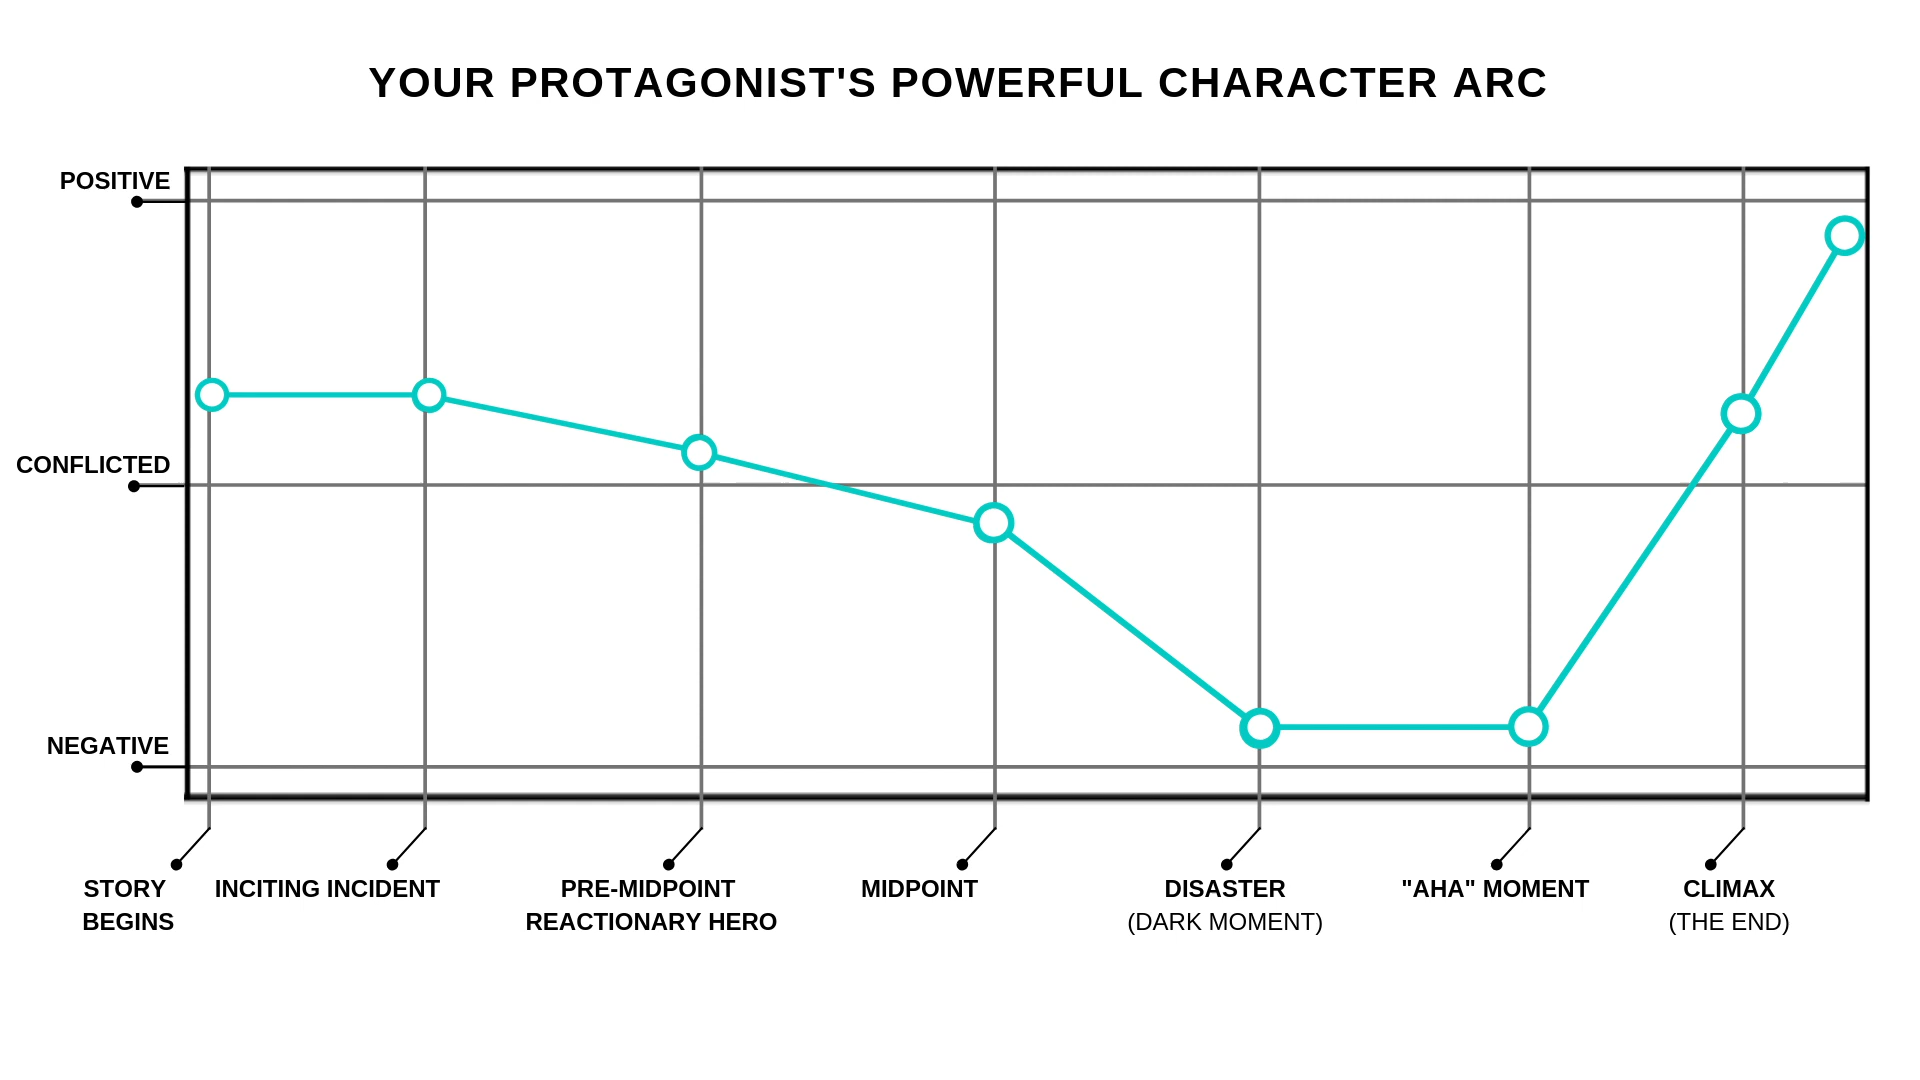 YOUR PROTAGONIST'S POWERFUL CHARACTER ARC
POSITIVE
CONFLICTED
NEGATIVE
STORY
BEGINS
INCITING INCIDENT
PRE-MIDPOINT
REACTIONARY HERO
MIDPOINT
DISASTER
(DARK MOMENT)
"AHA" MOMENT
CLIMAX
(THE END)